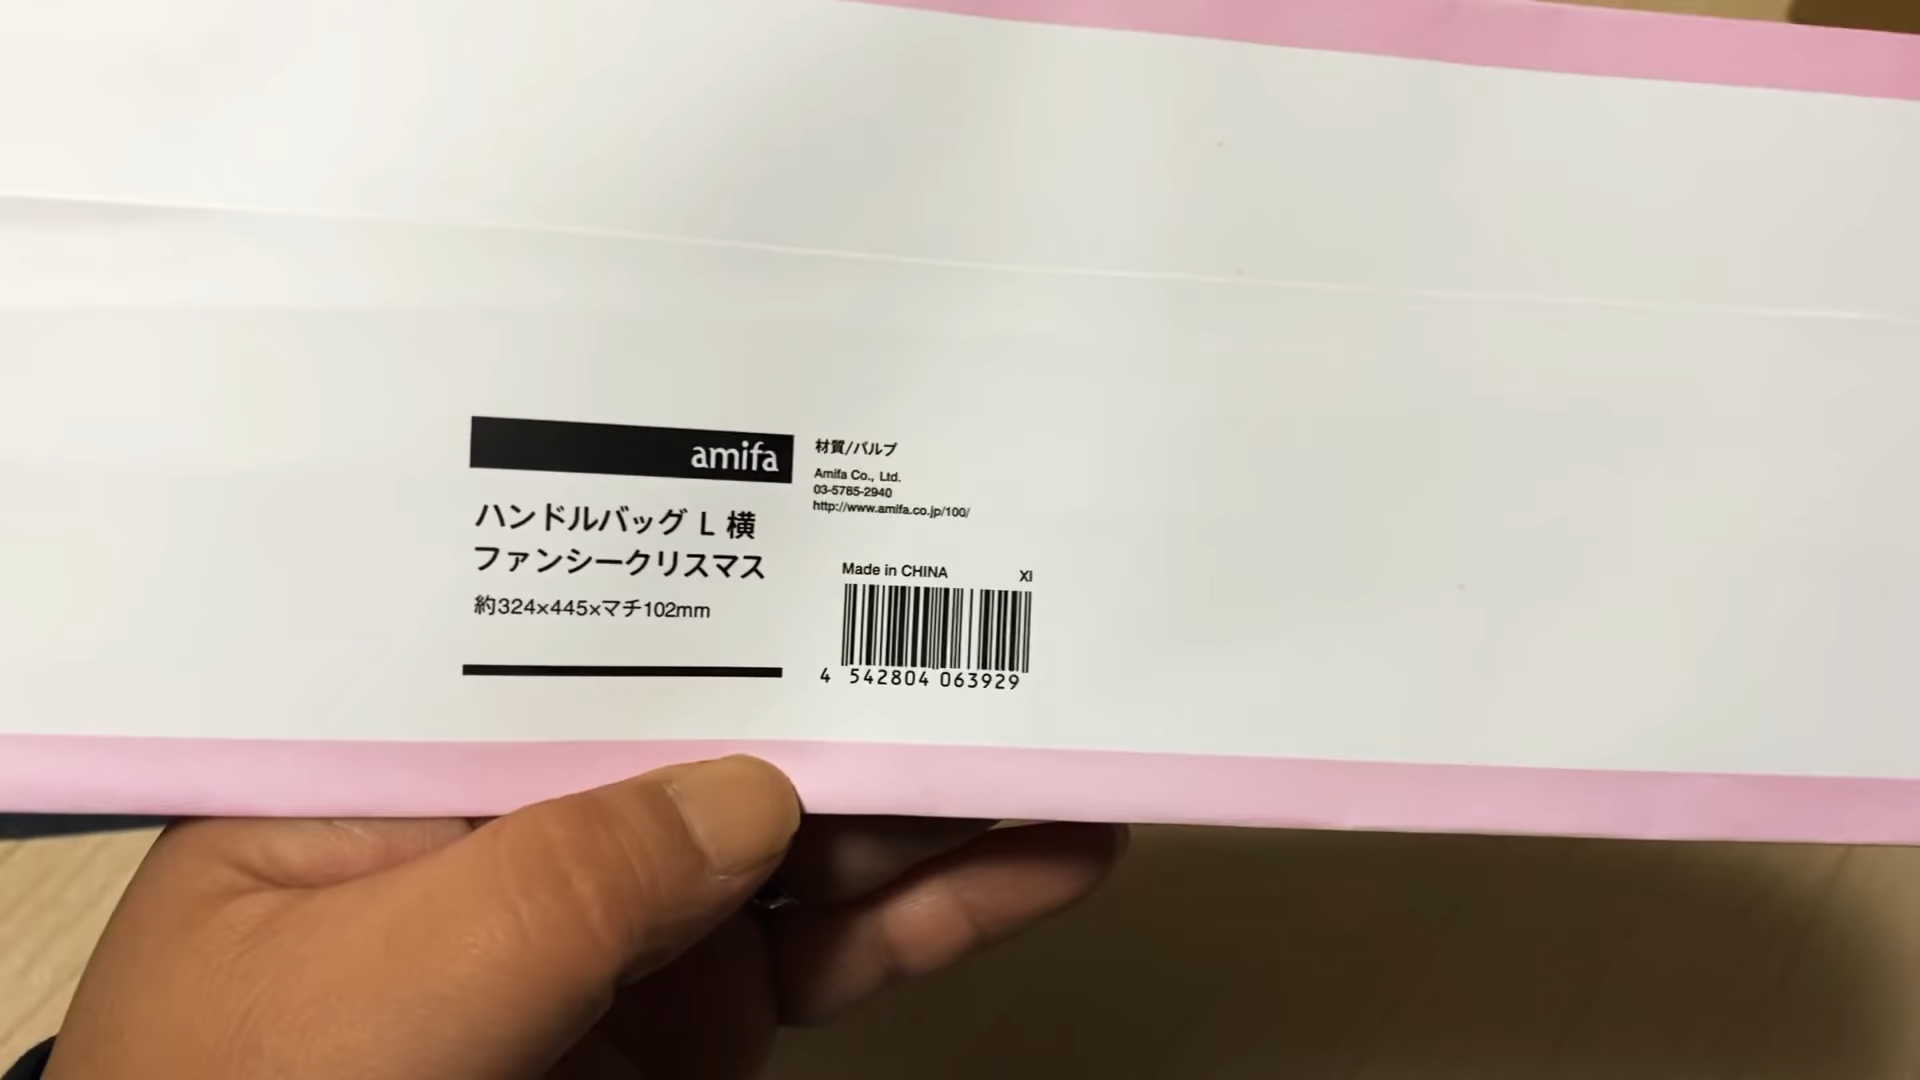 amifa
ハンドルバッグ L 横
ファンシークリスマス
約324×445×マチ102mm
材質/パルプ
Amifa Co., Ltd.
03-5785-2940
http://www.amifa.co.jp/100/
Made in CHINA XI
4 542804 063929